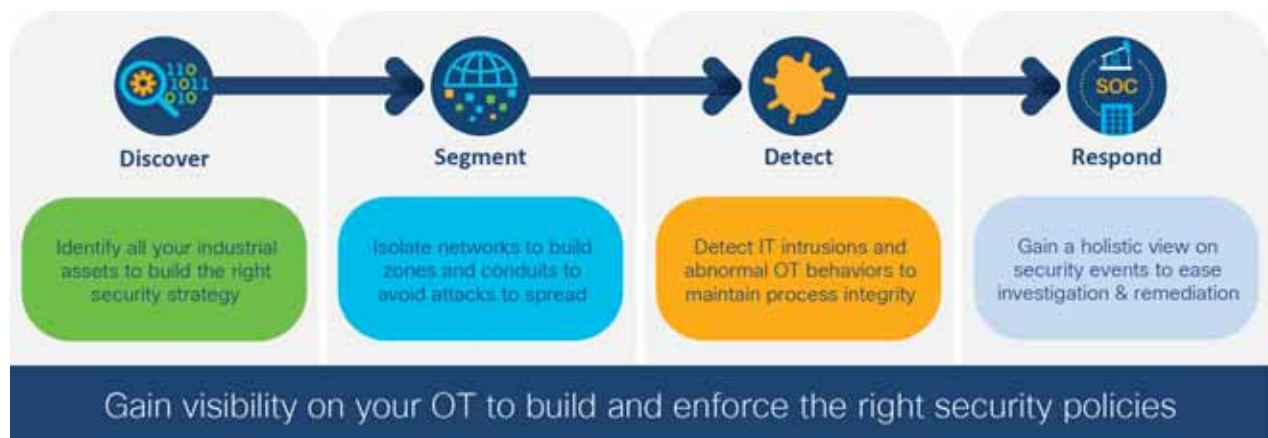 110
1011
010
SOC
Discover
Segment
Detect
Respond
Identify all your industrial
assets to build the right
security strategy
Isolate networks to build
zones and conduits to
avoid attacks to spread
Detect IT intrusions and
abnormal OT behaviors to
maintain process integrity
Gain a holistic view on
security events to ease
investigation & remediation
Gain visibility on your OT to build and enforce the right security policies